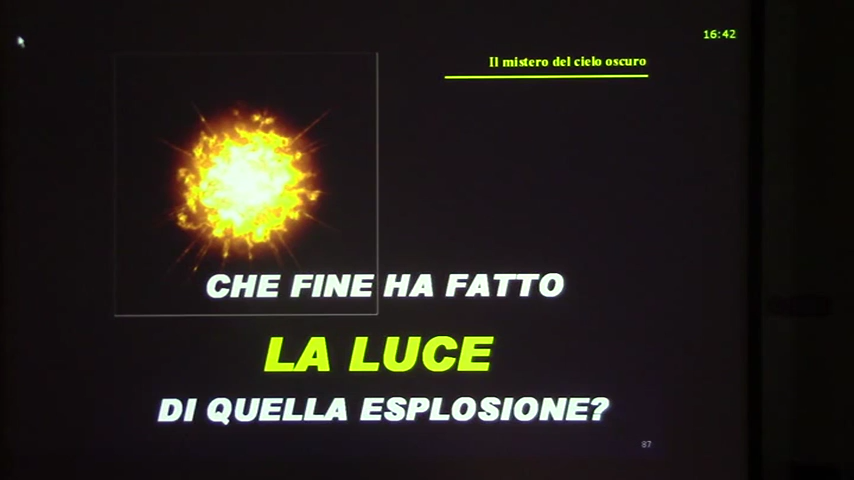 16:42
Il mistero del cielo oscuro
CHE FINE HA FATTO
LA LUCE
DI QUELLA ESPLOSIONE?
87